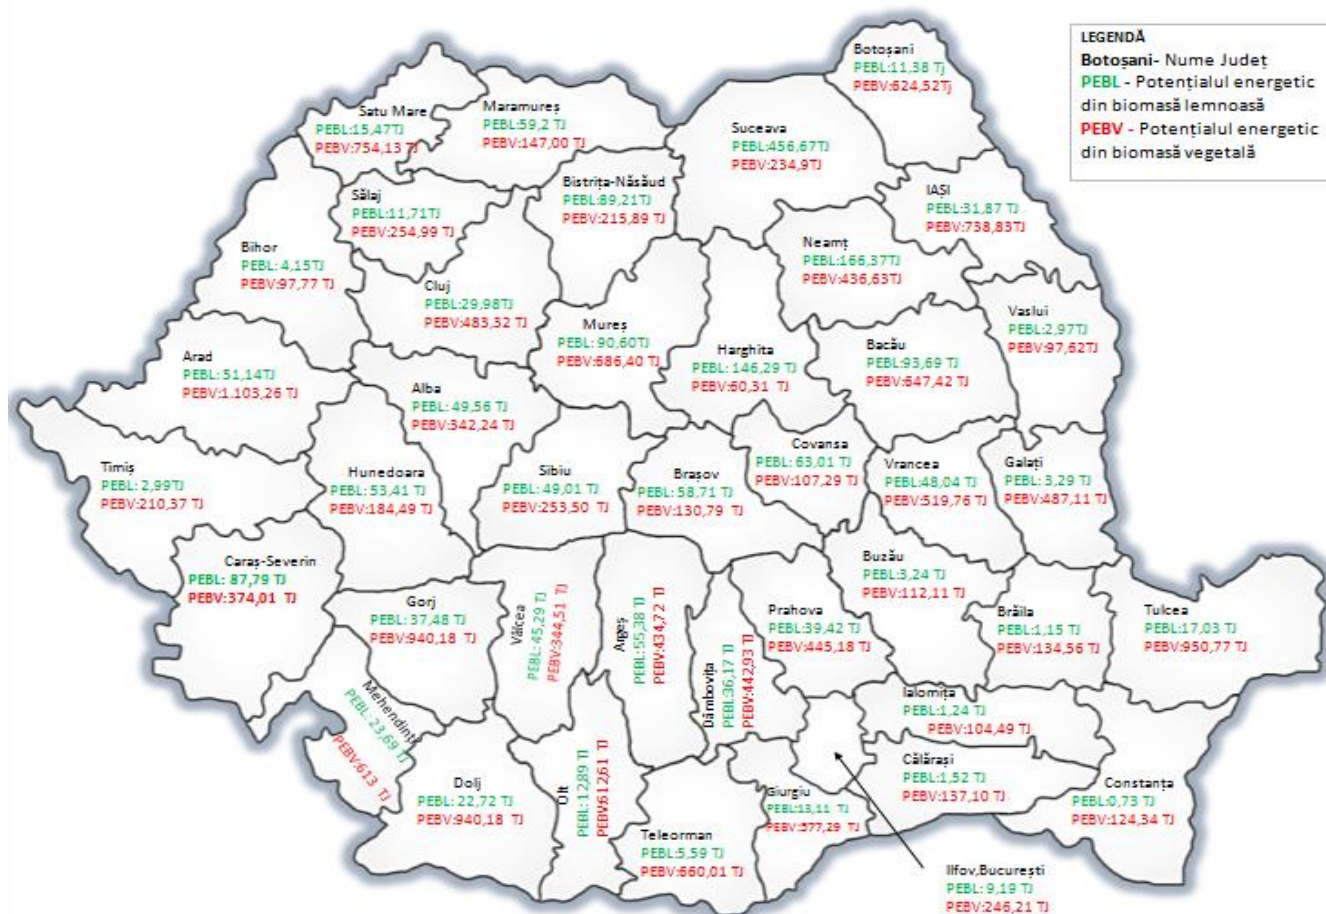 LEGENDĂ
Botoșani- Nume Județ
PEBL - Potențialul energetic
din biomasă lemnoasă
PEBV - Potențialul energetic
din biomasă vegetală
Botoșani
PEBL:11,38 Tj
PEBV:624,52Tj
Satu Mare
PEBL:15,47TJ
PEBV:754,13 TJ
Maramureș
PEBL:59,2 TJ
PEBV:147,00 TJ
Suceava
PEBL:456,67TJ
PEBV:234,9TJ
Bistrița-Năsăud
PEBL:89,21TJ
PEBV:215,89 TJ
IAȘI
PEBL:31,87 TJ
PEBV:738,83TJ
Sălaj
PEBL:11,71TJ
PEBV:254,99 TJ
Neamț
PEBL:166,37TJ
PEBV:436,63TJ
Bihor
PEBL: 4,15TJ
PEBV:97,77 TJ
Cluj
PEBL:29,98TJ
PEBV:483,32 TJ
Vaslui
PEBL:2,97TJ
PEBV:97,62TJ
Mureș
PEBL: 90,60TJ
PEBV:686,40 TJ
Harghita
PEBL: 146,29 TJ
PEBV:60,31 TJ
Bacău
PEBL:93,69 TJ
PEBV:647,42 TJ
Arad
PEBL: 51,14TJ
PEBV:1.103,26 TJ
Alba
PEBL: 49,56 TJ
PEBV:342,24 TJ
Covansa
PEBL: 63,01 TJ
PEBV:107,29 TJ
Timiș
PEBL: 2,99TJ
PEBV:210,37 TJ
Hunedoara
PEBL: 53,41 TJ
PEBV:184,49 TJ
Sibiu
PEBL: 49,01 TJ
PEBV:253,50 TJ
Brașov
PEBL: 58,71 TJ
PEBV:130,79 TJ
Vrancea
PEBL:48,04 TJ
PEBV:519,76 TJ
Galați
PEBL: 3,29 TJ
PEBV:487,11 TJ
Caraș-Severin
PEBL: 87,79 TJ
PEBV:374,01 TJ
Buzău
PEBL:3,24 TJ
PEBV:112,11 TJ
Gorj
PEBL: 37,48 TJ
PEBV:940,18 TJ
Vâlcea
PEBL: 45,29 TJ
PEBV:344,51 TJ
Argeș
PEBL: 55,38 TJ
PEBV:434,72 TJ
Dâmbovița
PEBL:36,17 TJ
PEBV:442,93 TJ
Prahova
PEBL:39,42 TJ
PEBV:445,18 TJ
Brăila
PEBL: 1,15 TJ
PEBV:134,56 TJ
Tulcea
PEBL:17,03 TJ
PEBV:950,77 TJ
Mehendinți
PEBL: 23,69 TJ
PEBV:613 TJ
Ialomița
PEBL:1,24 TJ
PEBV:104,49 TJ
Dolj
PEBL: 22,72 TJ
PEBV:940,18 TJ
Olt
PEBL: 12,89 TJ
PEBV:612,61 TJ
Călărași
PEBL:1,52 TJ
PEBV:137,10 TJ
Giurgiu
PEBL:13,11 TJ
PEBV:377,29 TJ
Constanța
PEBL:0,73 TJ
PEBV:124,34 TJ
Teleorman
PEBL:5,59 TJ
PEBV:660,01 TJ
Ilfov,București
PEBL: 9,19 TJ
PEBV:246,21 TJ